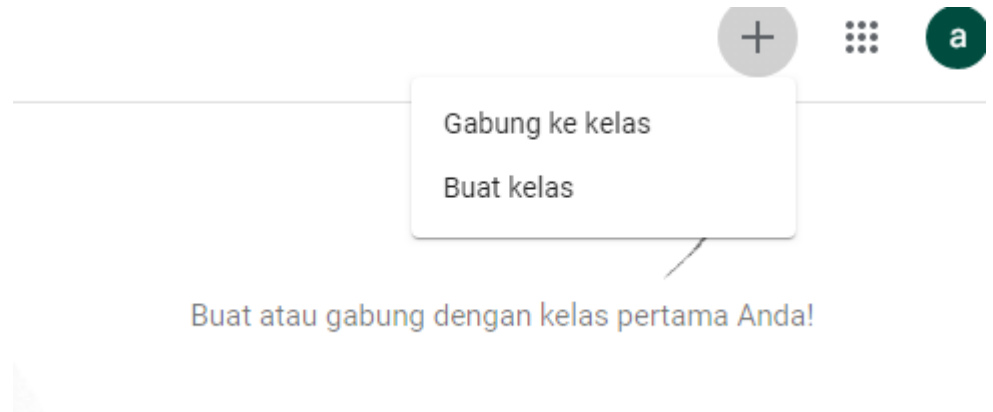 a
Gabung ke kelas
Buat kelas
Buat atau gabung dengan kelas pertama Anda!